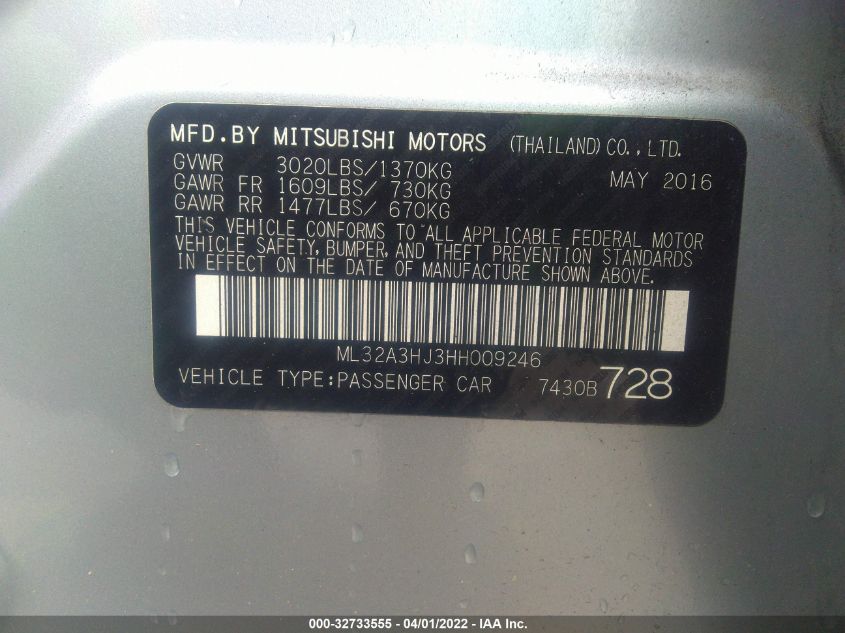 MFD.BY MITSUBISHI MOTORS (THAILAND)CO.,LTD.
GVWR 3020LBS/1370KG MAY 2016
GAWR FR 1609LBS/ 730KG
GAWR RR 1477LBS/ 670KG
THIS VEHICLE CONFORMS TO ALL APPLICABLE FEDERAL MOTOR
VEHICLE SAFETY, BUMPER, AND THEFT PREVENTION STANDARDS
IN EFFECT ON THE DATE OF MANUFACTURE SHOWN ABOVE.
ML32A3HJ3HH009246
VEHICLE TYPE:PASSENGER CAR 7430B 728
000-32733555 - 04/01/2022 - IAA Inc.